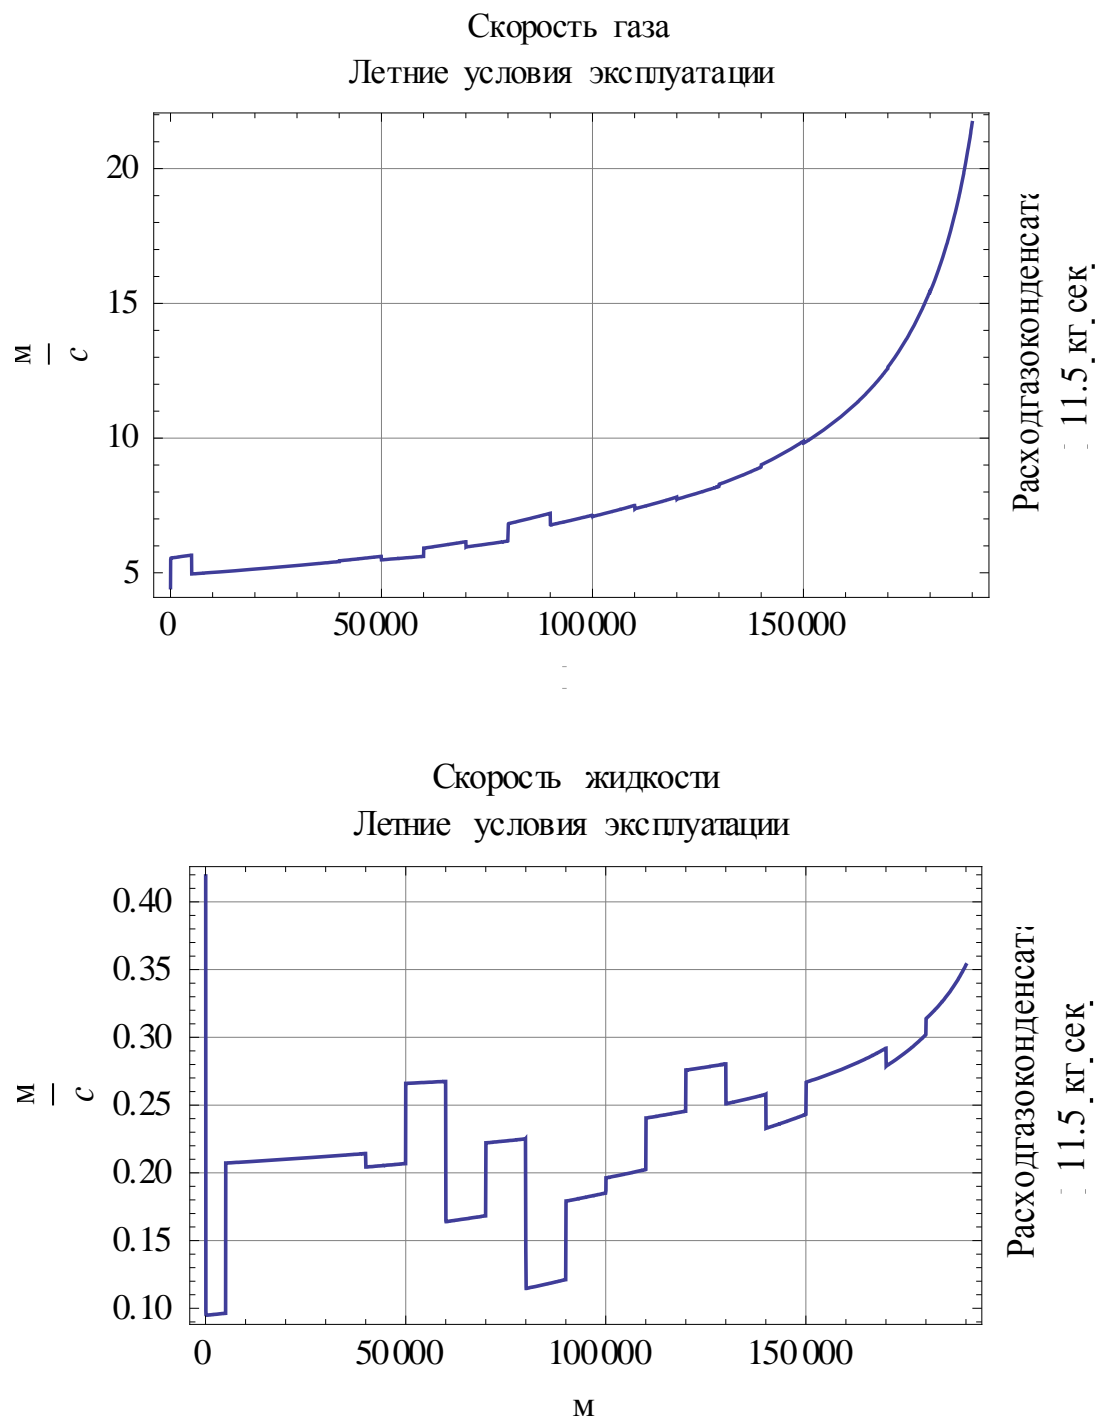 Скорость газа
Летние условия эксплуатации
20
15
10
5
м
с
0 50000 100000 150000
Расходгазоконденсата
11.5 кг сек
Скорость жидкости
Летние условия эксплуатации
0.40
0.35
0.30
0.25
0.20
0.15
0.10
м
с
0 50000 100000 150000
м
Расходгазоконденсата
11.5 кг сек